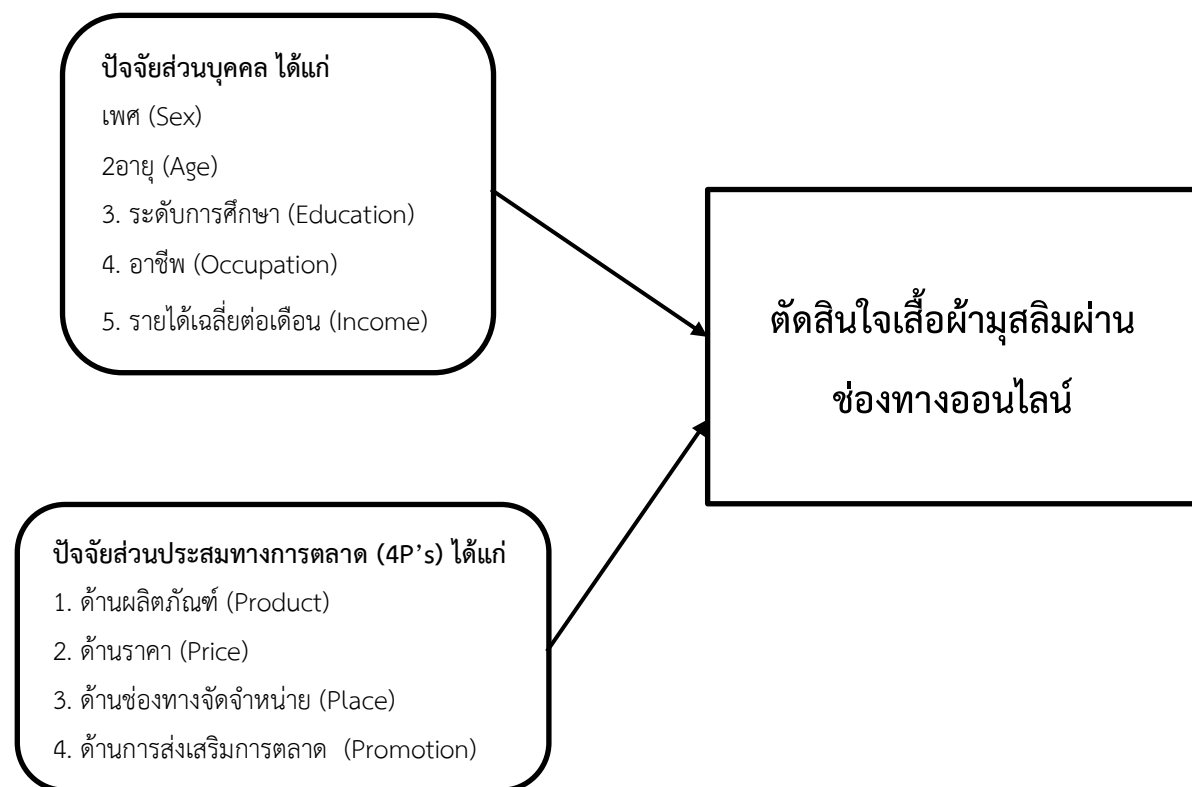 ปัจจัยส่วนบุคคล ได้แก่
เพศ (Sex)
2อายุ (Age)
3. ระดับการศึกษา (Education)
4. อาชีพ (Occupation)
5. รายได้เฉลี่ยต่อเดือน (Income)
ตัดสินใจเสื้อผ้ามุสลิมผ่าน
ช่องทางออนไลน์
ปัจจัยส่วนประสมทางการตลาด (4P’s) ได้แก่
1. ด้านผลิตภัณฑ์ (Product)
2. ด้านราคา (Price)
3. ด้านช่องทางจัดจำหน่าย (Place)
4. ด้านการส่งเสริมการตลาด (Promotion)